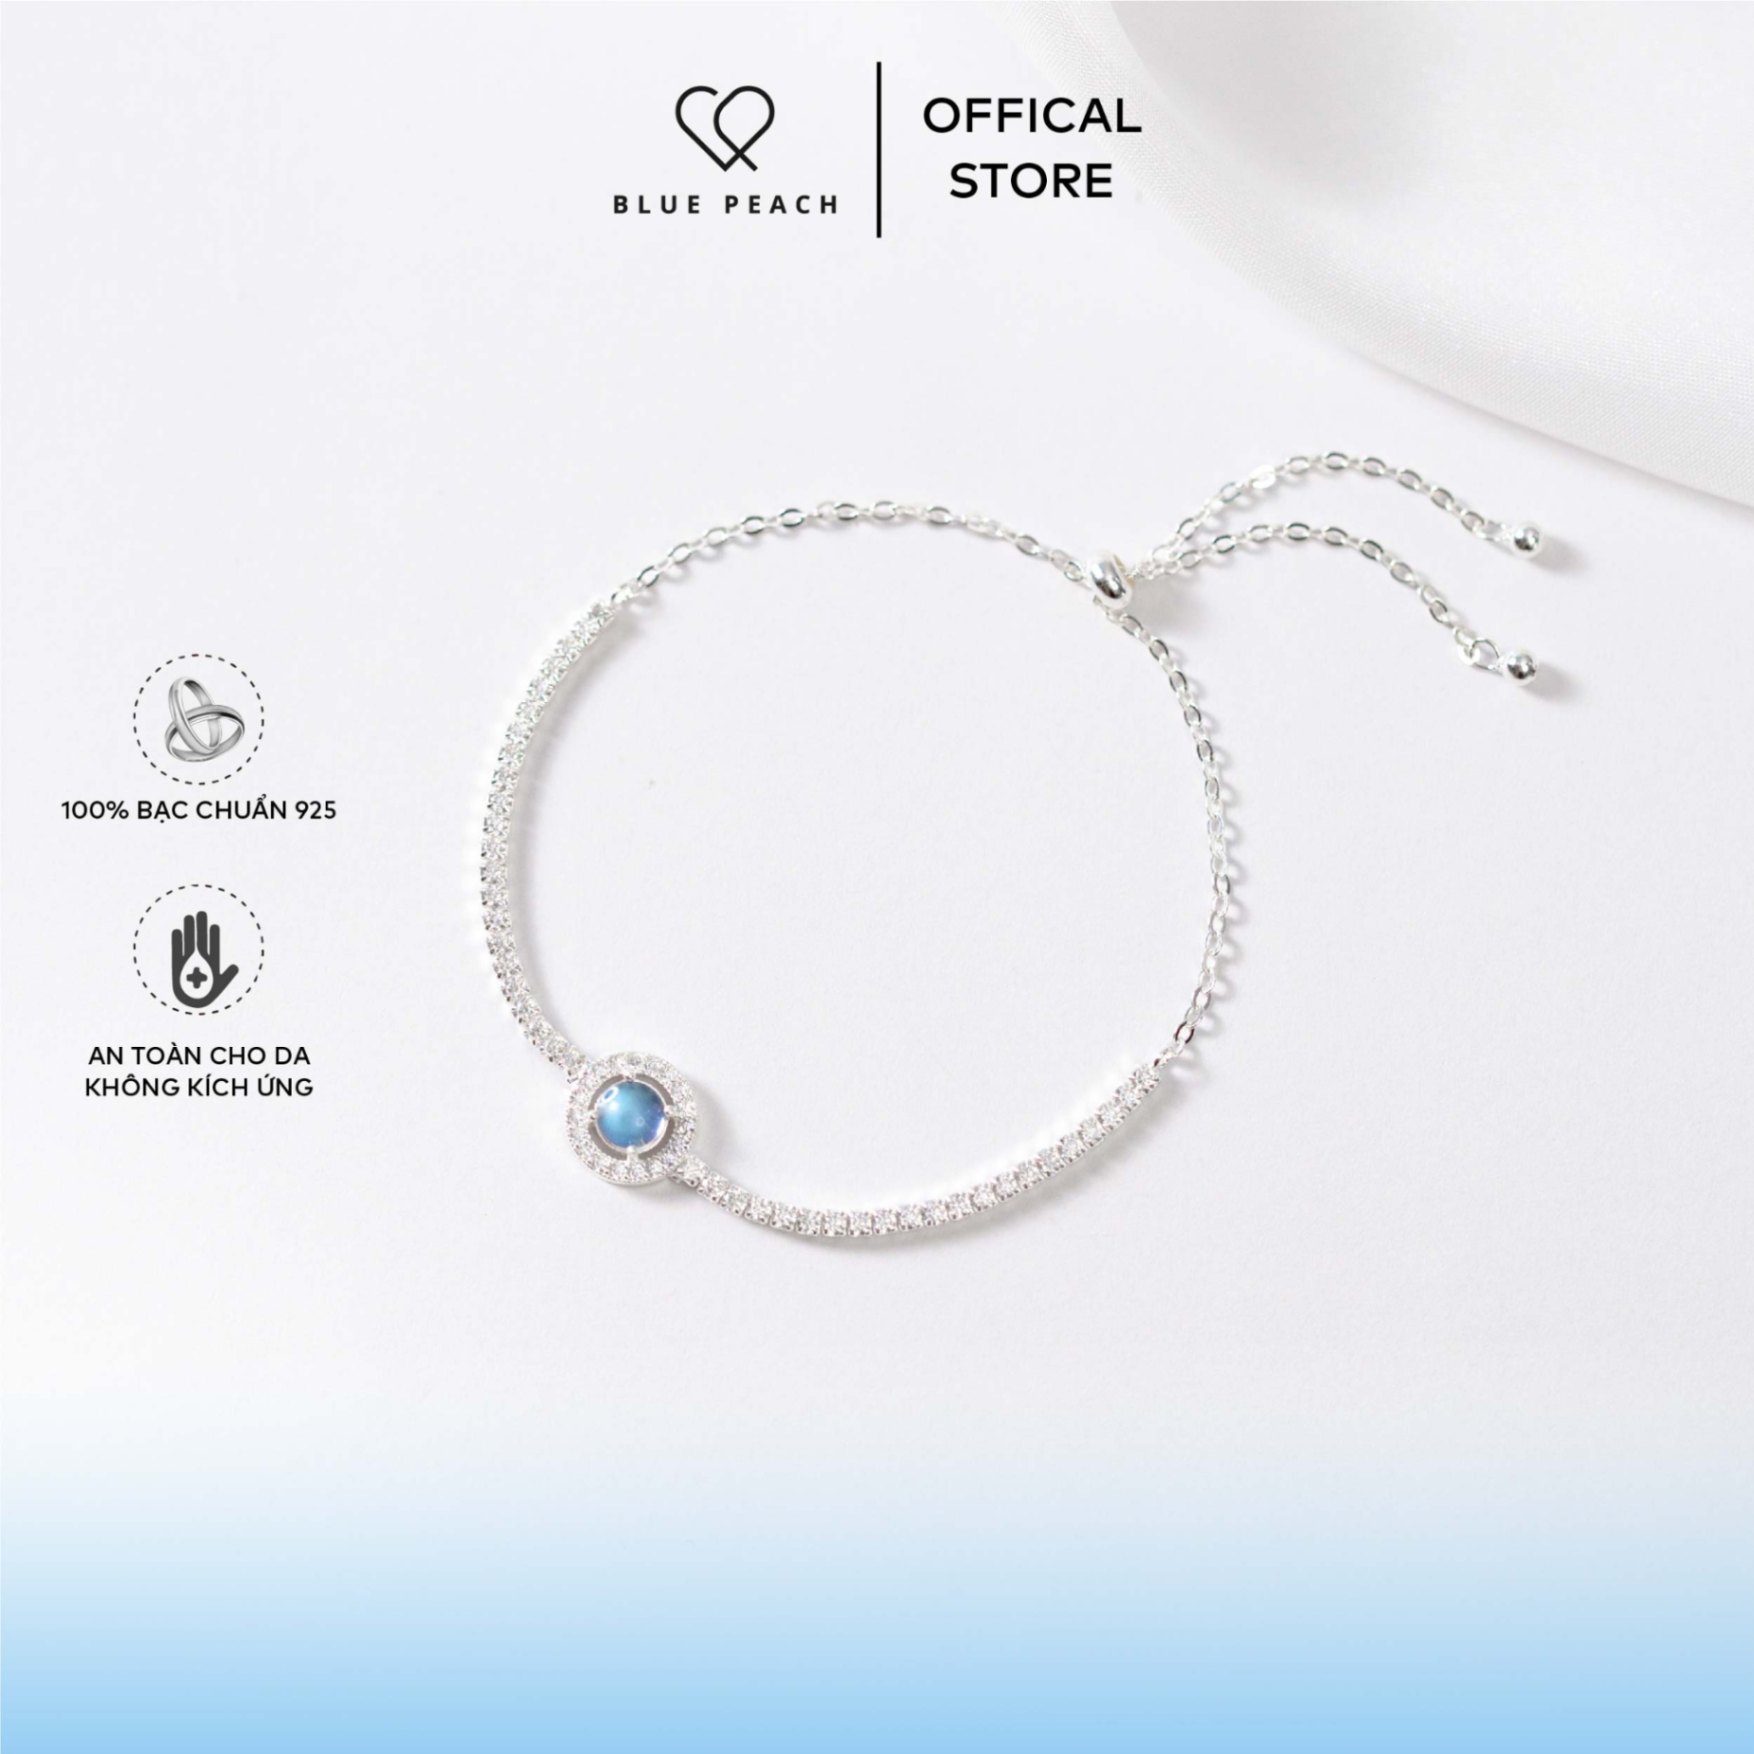 BLUE PEACH
OFFICAL
STORE
100% BẠC CHUẨN 925
AN TOÀN CHO DA
KHÔNG KÍCH ỨNG